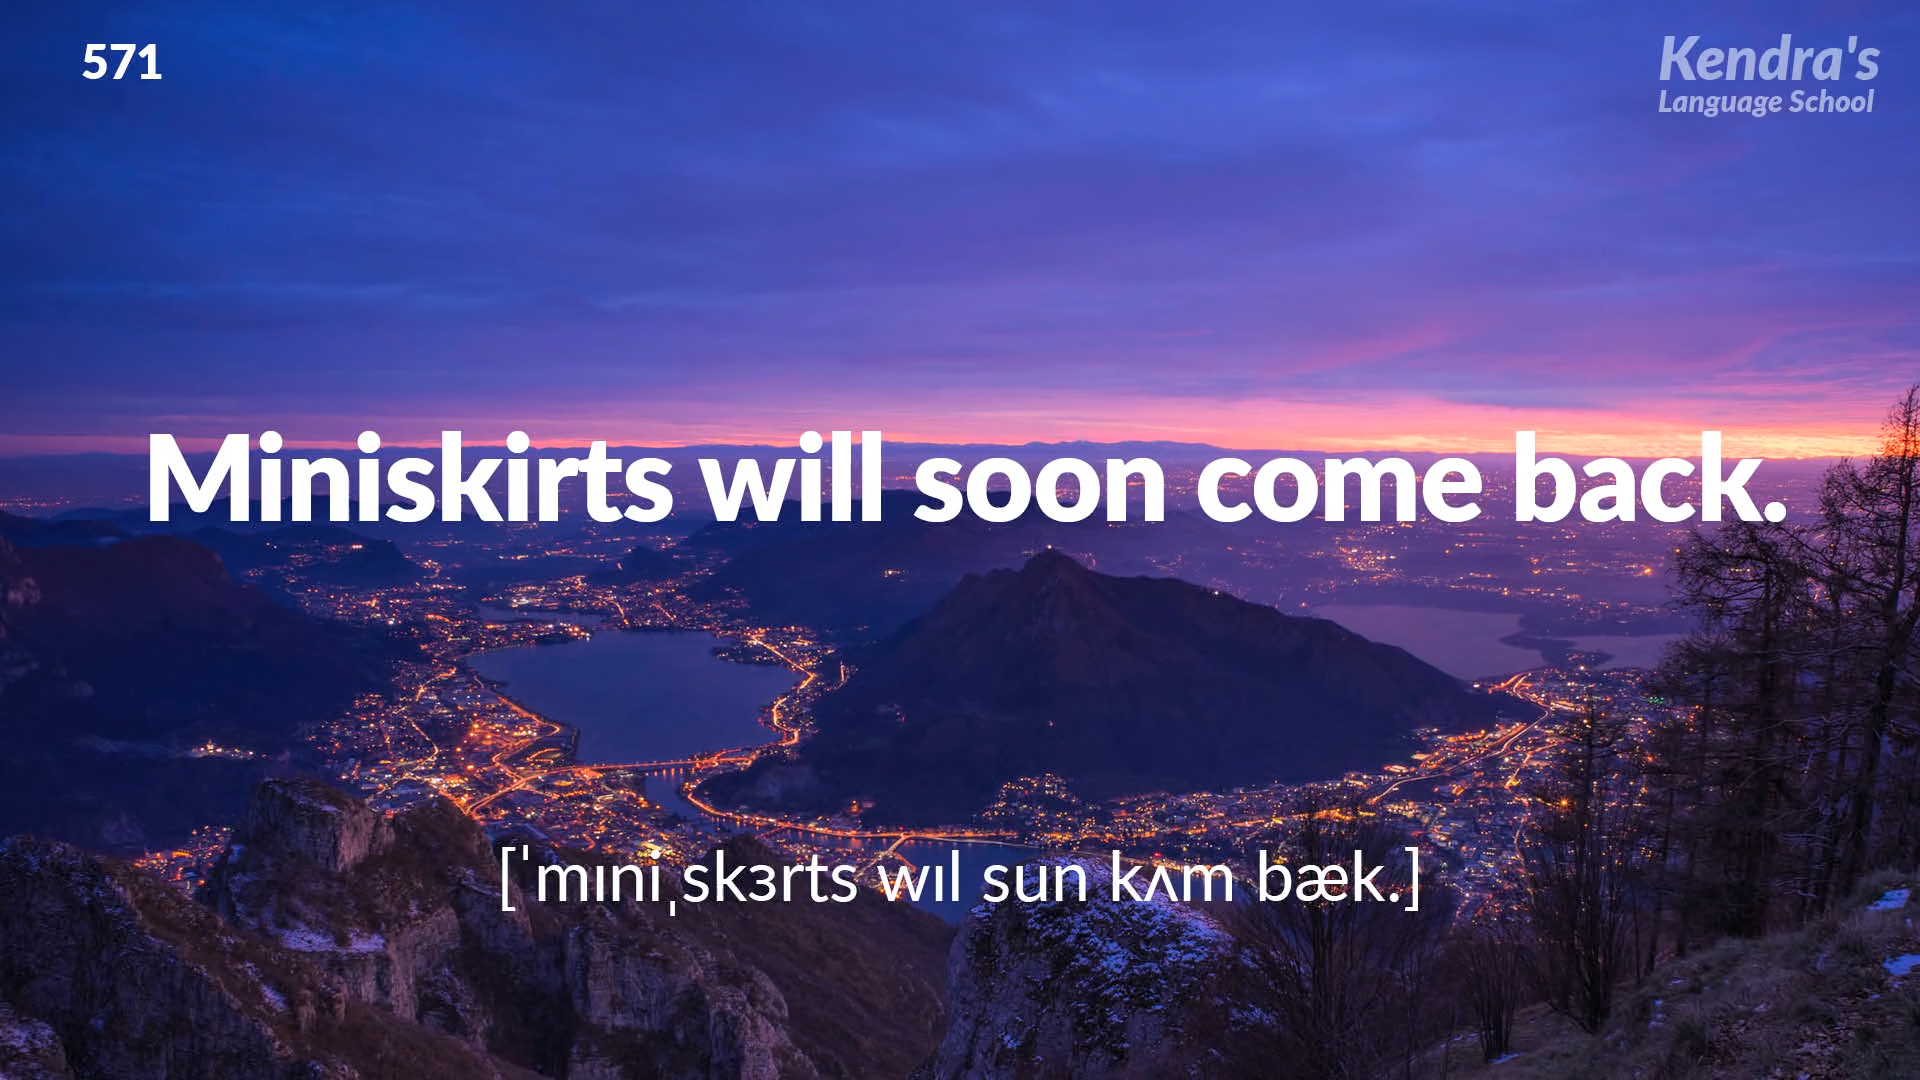 571
Kendra's
Language School
Miniskirts will soon come back.
[ˈmɪniˌskɜrts wɪl sun kʌm bæk.]